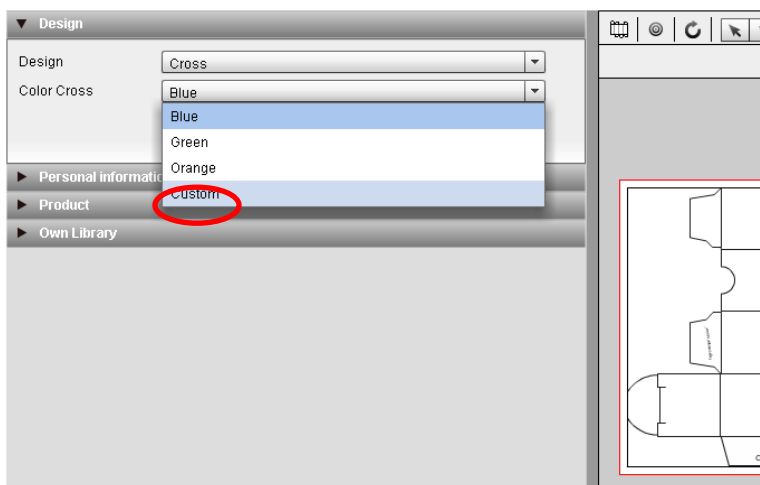 Design
Design
Cross
Color Cross
Blue
Blue
Green
Orange
Custom
Personal informatio
Product
Own Library